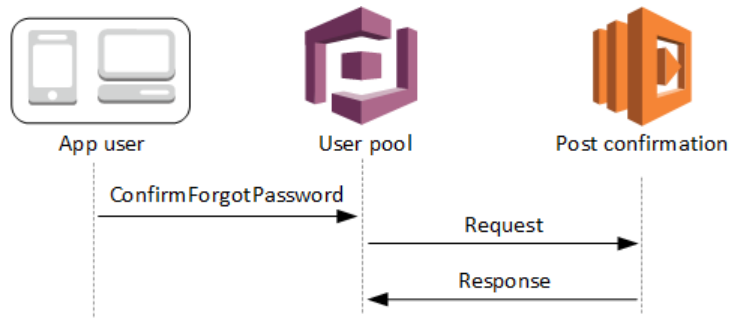 App user
User pool
Post confirmation
ConfirmForgotPassword
Request
Response